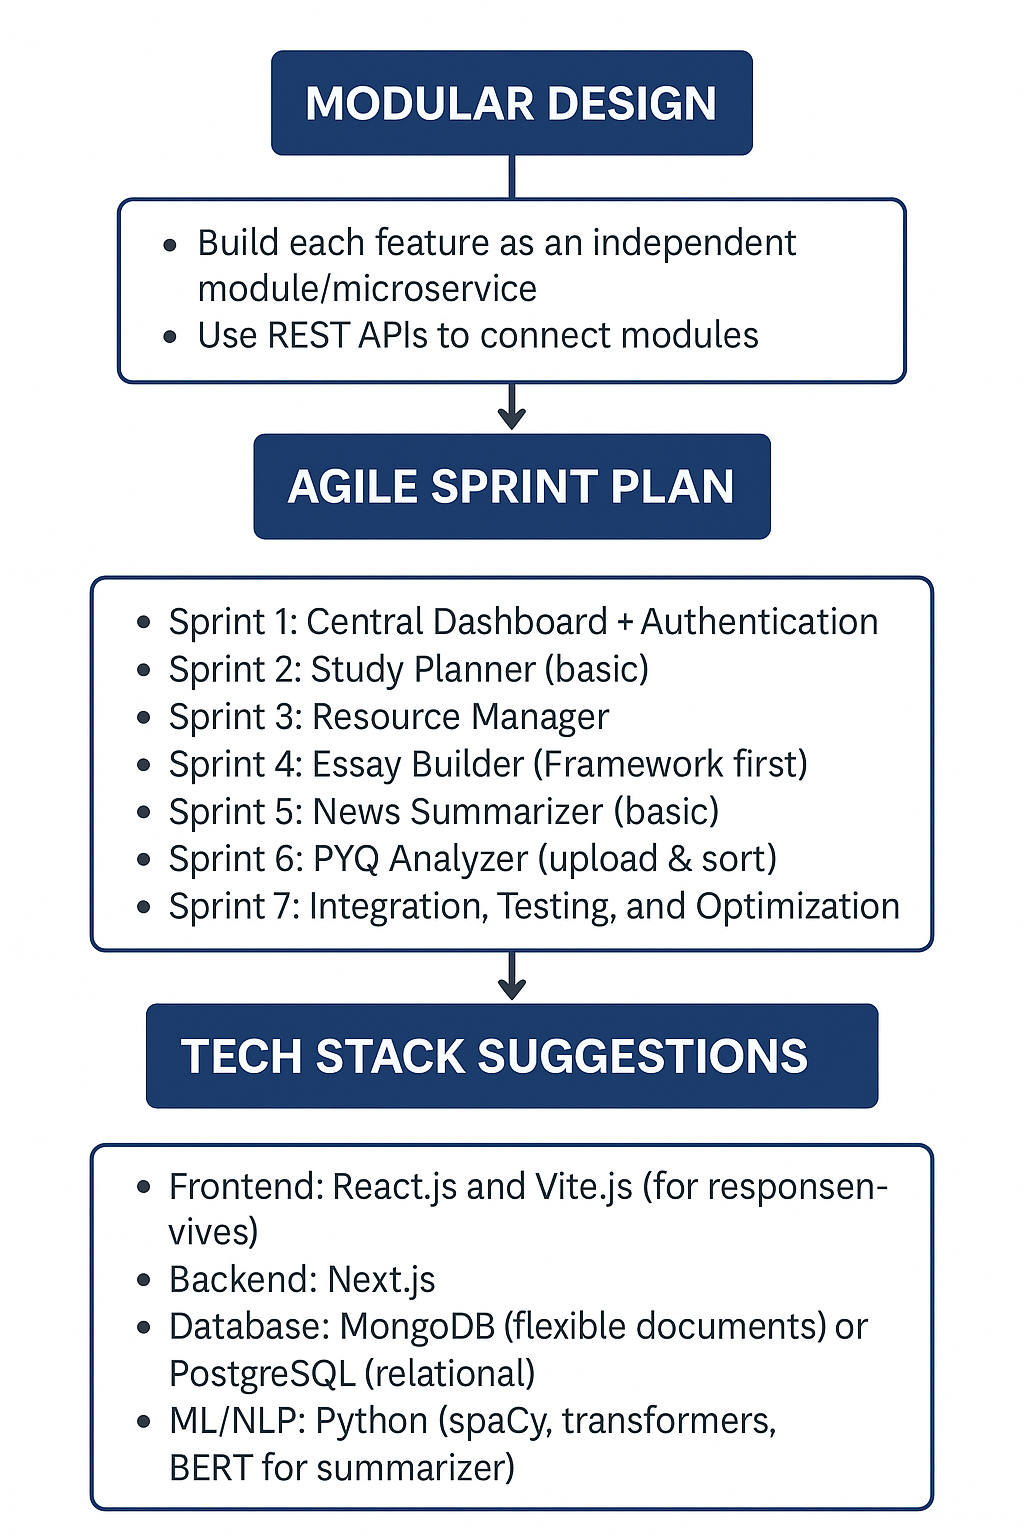 MODULAR DESIGN
• Build each feature as an independent
module/microservice
• Use REST APIs to connect modules
AGILE SPRINT PLAN
• Sprint 1: Central Dashboard + Authentication
• Sprint 2: Study Planner (basic)
• Sprint 3: Resource Manager
• Sprint 4: Essay Builder (Framework first)
• Sprint 5: News Summarizer (basic)
• Sprint 6: PYQ Analyzer (upload & sort)
• Sprint 7: Integration, Testing, and Optimization
TECH STACK SUGGESTIONS
• Frontend: React.js and Vite.js (for responsen-
vives)
• Backend: Next.js
• Database: MongoDB (flexible documents) or
PostgreSQL (relational)
• ML/NLP: Python (spaCy, transformers,
BERT for summarizer)